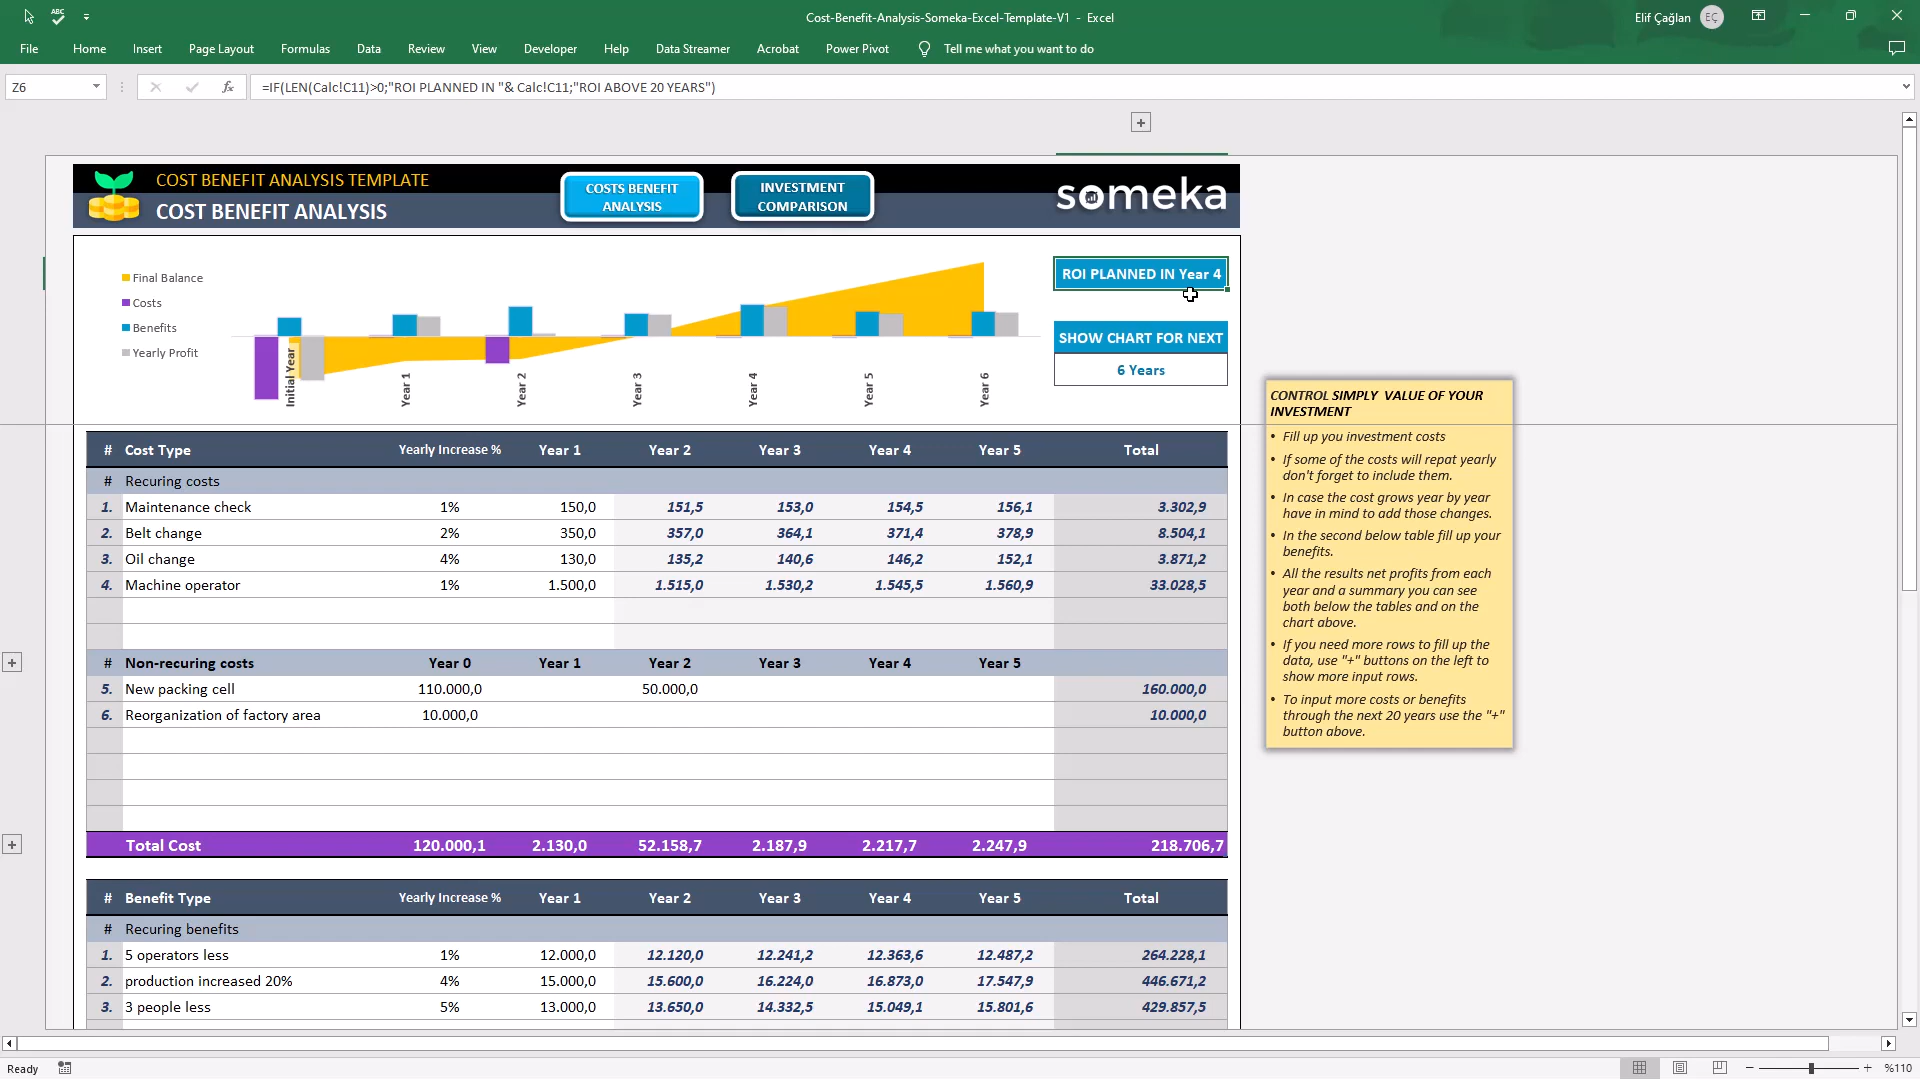 ABC
Cost-Benefit-Analysis-Someka-Excel-Template-V1 - Excel
Elif Çağlan EÇ
File Home Insert Page Layout Formulas Data Review View Developer Help Data Streamer Acrobat Power Pivot Tell me what you want to do
Z6 fx =IF(LEN(Calc!C11)>0;"ROI PLANNED IN "& Calc!C11;"ROI ABOVE 20 YEARS")
COST BENEFIT ANALYSIS TEMPLATE
COST BENEFIT ANALYSIS
COSTS BENEFIT
ANALYSIS
INVESTMENT
COMPARISON
someka
Final Balance
Costs
Benefits
Yearly Profit
Initial Year
Year 1
Year 2
Year 3
Year 4
Year 5
Year 6
ROI PLANNED IN Year 4
SHOW CHART FOR NEXT
6 Years
# Cost Type Yearly Increase % Year 1 Year 2 Year 3 Year 4 Year 5 Total
# Recuring costs
1. Maintenance check 1% 150,0 151,5 153,0 154,5 156,1 3.302,9
2. Belt change 2% 350,0 357,0 364,1 371,4 378,9 8.504,1
3. Oil change 4% 130,0 135,2 140,6 146,2 152,1 3.871,2
4. Machine operator 1% 1.500,0 1.515,0 1.530,2 1.545,5 1.560,9 33.028,5
# Non-recuring costs Year 0 Year 1 Year 2 Year 3 Year 4 Year 5
5. New packing cell 110.000,0 50.000,0 160.000,0
6. Reorganization of factory area 10.000,0 10.000,0
Total Cost 120.000,1 2.130,0 52.158,7 2.187,9 2.217,7 2.247,9 218.706,7
# Benefit Type Yearly Increase % Year 1 Year 2 Year 3 Year 4 Year 5 Total
# Recuring benefits
1. 5 operators less 1% 12.000,0 12.120,0 12.241,2 12.363,6 12.487,2 264.228,1
2. production increased 20% 4% 15.000,0 15.600,0 16.224,0 16.873,0 17.547,9 446.671,2
3. 3 people less 5% 13.000,0 13.650,0 14.332,5 15.049,1 15.801,6 429.857,5
CONTROL SIMPLY VALUE OF YOUR
INVESTMENT
• Fill up you investment costs
• If some of the costs will repat yearly
don't forget to include them.
• In case the cost grows year by year
have in mind to add those changes.
• In the second below table fill up your
benefits.
• All the results net profits from each
year and a summary you can see
both below the tables and on the
chart above.
• If you need more rows to fill up the
data, use "+" buttons on the left to
show more input rows.
• To input more costs or benefits
through the next 20 years use the "+"
button above.
Ready
%110